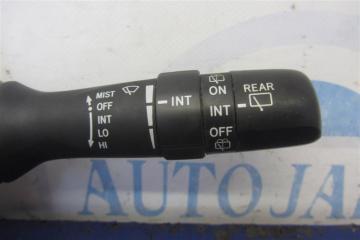 MIST
OFF
INT
LO
HI
INT
ON
INT
OFF
REAR
AUTOJA